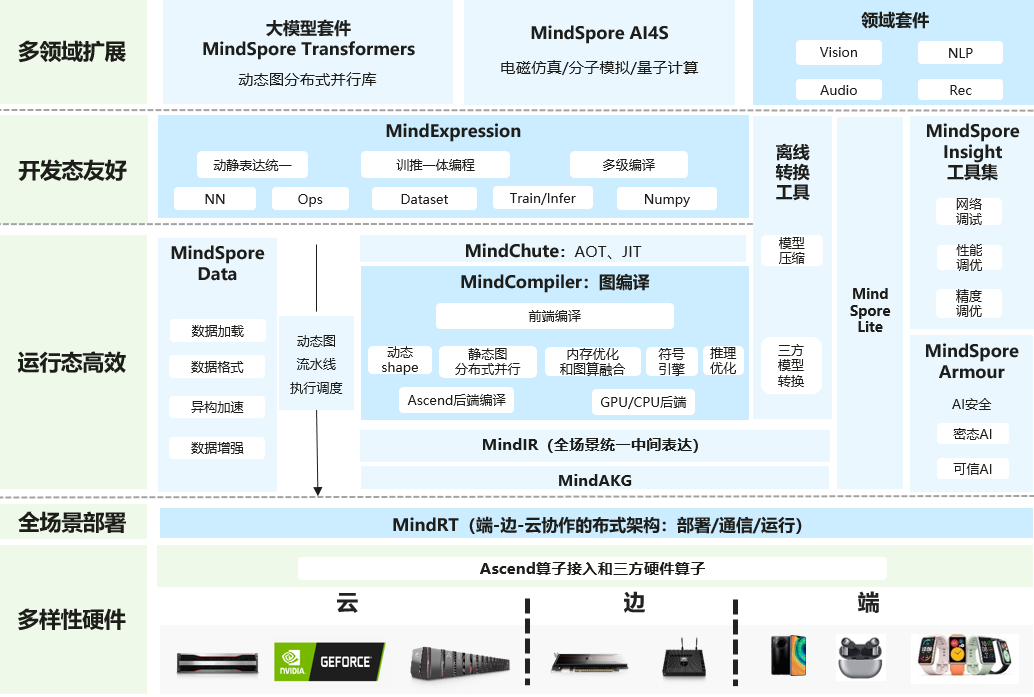 多领域扩展
大模型套件
MindSpore Transformers
动态图分布式并行库
MindSpore AI4S
电磁仿真/分子模拟/量子计算
领域套件
Vision
NLP
Audio
Rec
开发态友好
MindExpression
动静表达统一
训推一体编程
多级编译
NN
Ops
Dataset
Train/Infer
Numpy
离线
转换
工具
模型
压缩
三方
模型
转换
Mind
Spore
Lite
MindSpore
Insight
工具集
网络
调试
性能
调优
精度
调优
运行态高效
MindSpore
Data
数据加载
数据格式
异构加速
数据增强
动态图
流水线
执行调度
MindChute：AOT、JIT
MindCompiler：图编译
前端编译
动态
shape
静态图
分布式并行
内存优化
和图算融合
符号
引擎
推理
优化
Ascend后端编译
GPU/CPU后端
MindIR（全场景统一中间表达）
MindAKG
MindSpore
Armour
AI安全
密态AI
可信AI
全场景部署
MindRT（端-边-云协作的布式架构：部署/通信/运行）
多样性硬件
Ascend算子接入和三方硬件算子
云
边
端
NVIDIA
GEFORCE